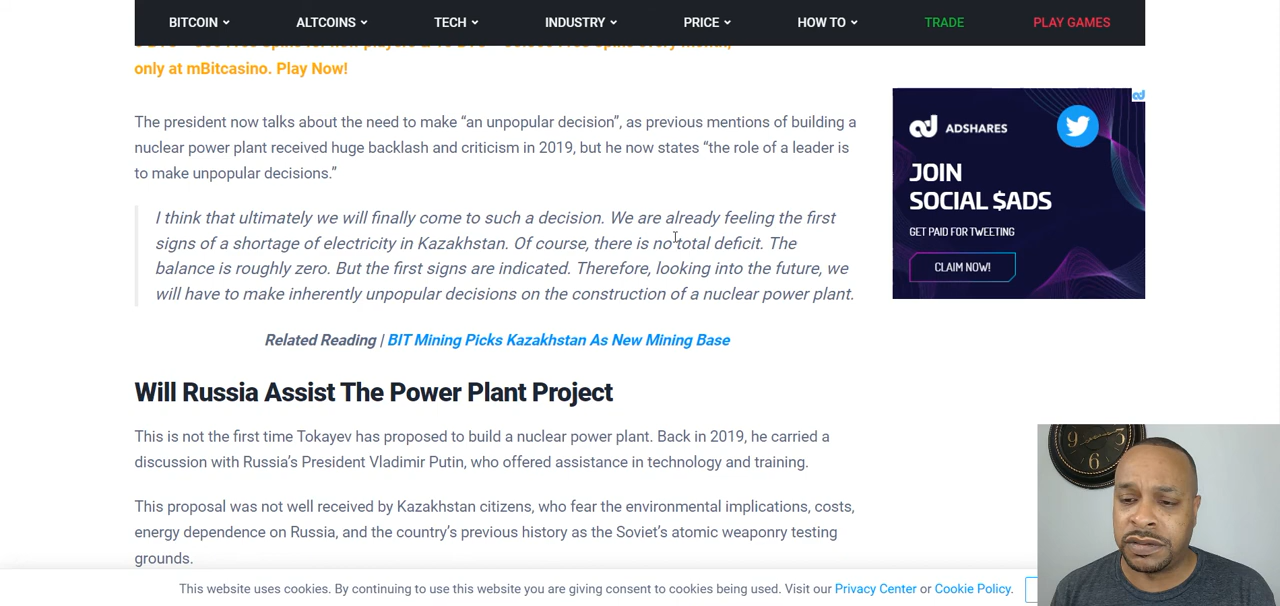 BITCOIN ALTCOINS TECH INDUSTRY PRICE HOW TO TRADE PLAY GAMES
only at mBitcasino. Play Now!
The president now talks about the need to make “an unpopular decision”, as previous mentions of building a
nuclear power plant received huge backlash and criticism in 2019, but he now states “the role of a leader is
to make unpopular decisions.”
I think that ultimately we will finally come to such a decision. We are already feeling the first
signs of a shortage of electricity in Kazakhstan. Of course, there is no total deficit. The
balance is roughly zero. But the first signs are indicated. Therefore, looking into the future, we
will have to make inherently unpopular decisions on the construction of a nuclear power plant.
Related Reading | BIT Mining Picks Kazakhstan As New Mining Base
Will Russia Assist The Power Plant Project
This is not the first time Tokayev has proposed to build a nuclear power plant. Back in 2019, he carried a
discussion with Russia’s President Vladimir Putin, who offered assistance in technology and training.
This proposal was not well received by Kazakhstan citizens, who fear the environmental implications, costs,
energy dependence on Russia, and the country’s previous history as the Soviet’s atomic weaponry testing
grounds.
This website uses cookies. By continuing to use this website you are giving consent to cookies being used. Visit our Privacy Center or Cookie Policy.
ad
ADSHARES
JOIN
SOCIAL $ADS
GET PAID FOR TWEETING
CLAIM NOW!
9 3
6